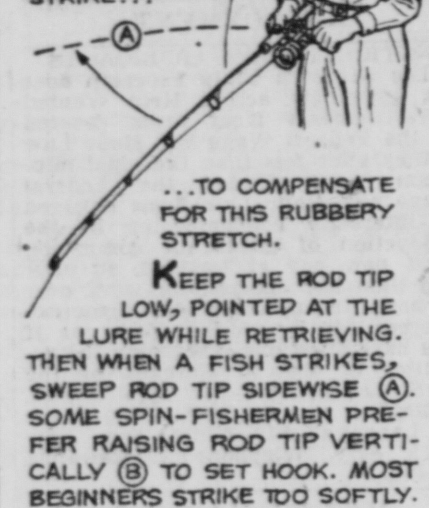 STRIKE...
A
...TO COMPENSATE
FOR THIS RUBBERY
STRETCH.
KEEP THE ROD TIP
LOW, POINTED AT THE
LURE WHILE RETRIEVING.
THEN WHEN A FISH STRIKES,
SWEEP ROD TIP SIDEWISE (A).
SOME SPIN-FISHERMEN PRE-
FER RAISING ROD TIP VERTI-
CALLY (B) TO SET HOOK. MOST
BEGINNERS STRIKE TOO SOFTLY.